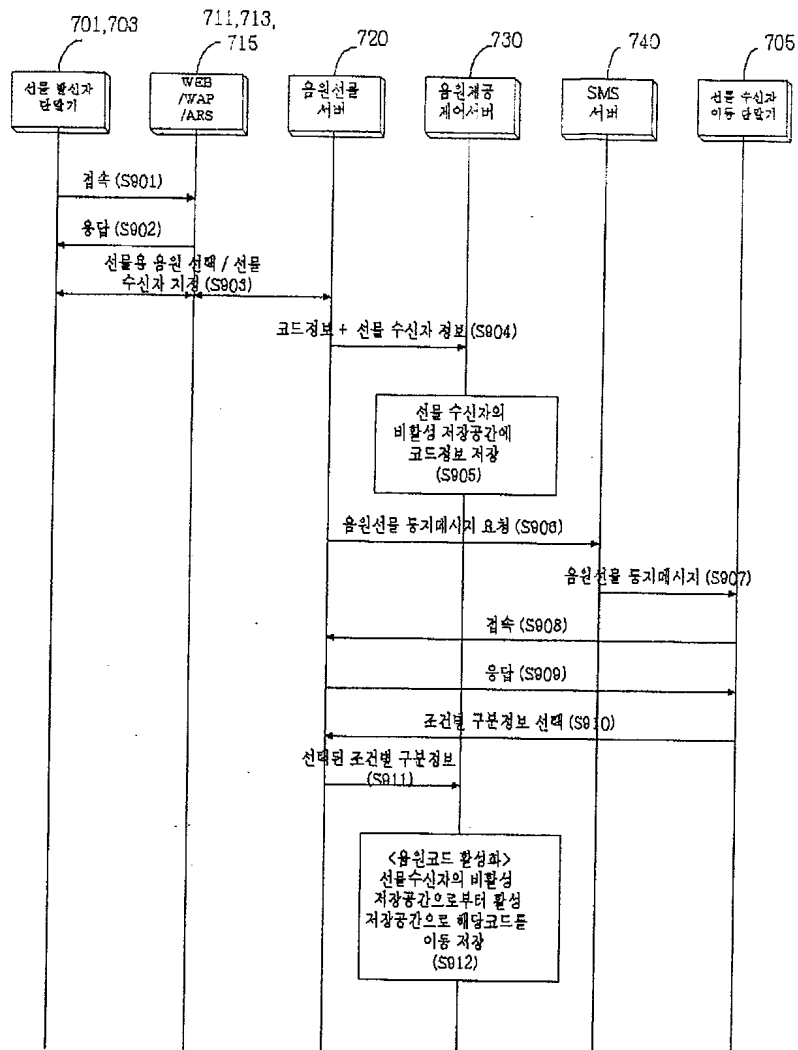 701,703
711,713,
715
720
730
740
705
선물 발신자
단말기
WEB
/WAP
/ARS
음원선물
서버
음원제공
제어서버
SMS
서버
선물 수신자
이동 단말기
접속 (S901)
응답 (S902)
선물용 음원 선택 / 선물
수신자 지정 (S903)
코드정보 + 선물 수신자 정보 (S904)
선물 수신자의
비활성 저장공간에
코드정보 저장
(S905)
음원선물 통지메시지 요청 (S906)
음원선물 통지메시지 (S907)
접속 (S908)
응답 (S909)
조건별 구분정보 선택 (S910)
선택된 조건별 구분정보
(S911)
<음원코드 활성화>
선물수신자의 비활성
저장공간으로부터 활성
저장공간으로 해당코드를
이동 저장
(S912)